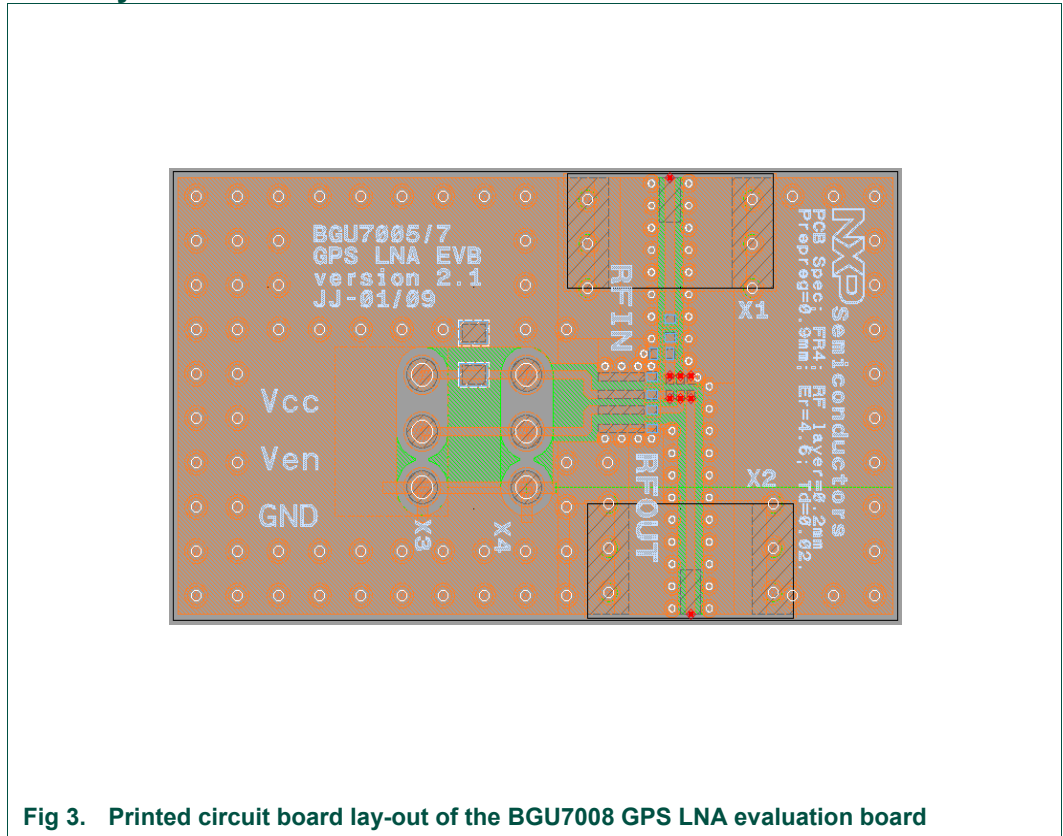 BGU7005/7
GPS LNA EVB
version 2.1
JJ-01/09
RFIN
X1
NXP Semiconductors
PCB Spec: FR4; RF layer=0.2mm
Prepreg=0.9mm; Er=4.6; Td=0.02.
Vcc
Ven
GND
X3
X4
RFOUT
X2
Fig 3. Printed circuit board lay-out of the BGU7008 GPS LNA evaluation board